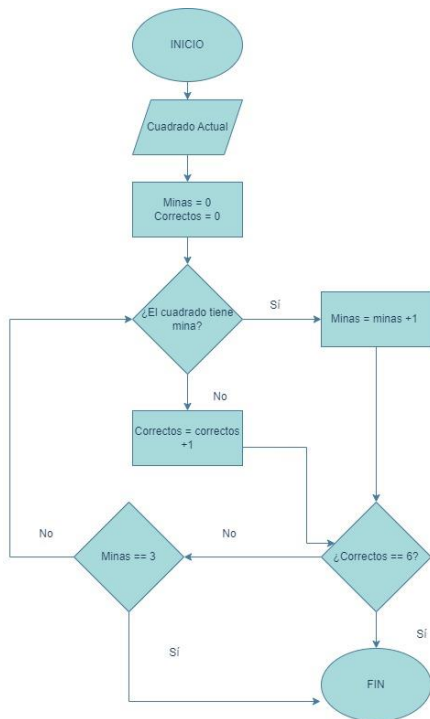 INICIO
Cuadrado Actual
Minas = 0
Correctos = 0
¿El cuadrado tiene
mina?
Sí
Minas = minas +1
No
Correctos = correctos
+1
No
Minas == 3
No
¿Correctos == 6?
Sí
Sí
FIN